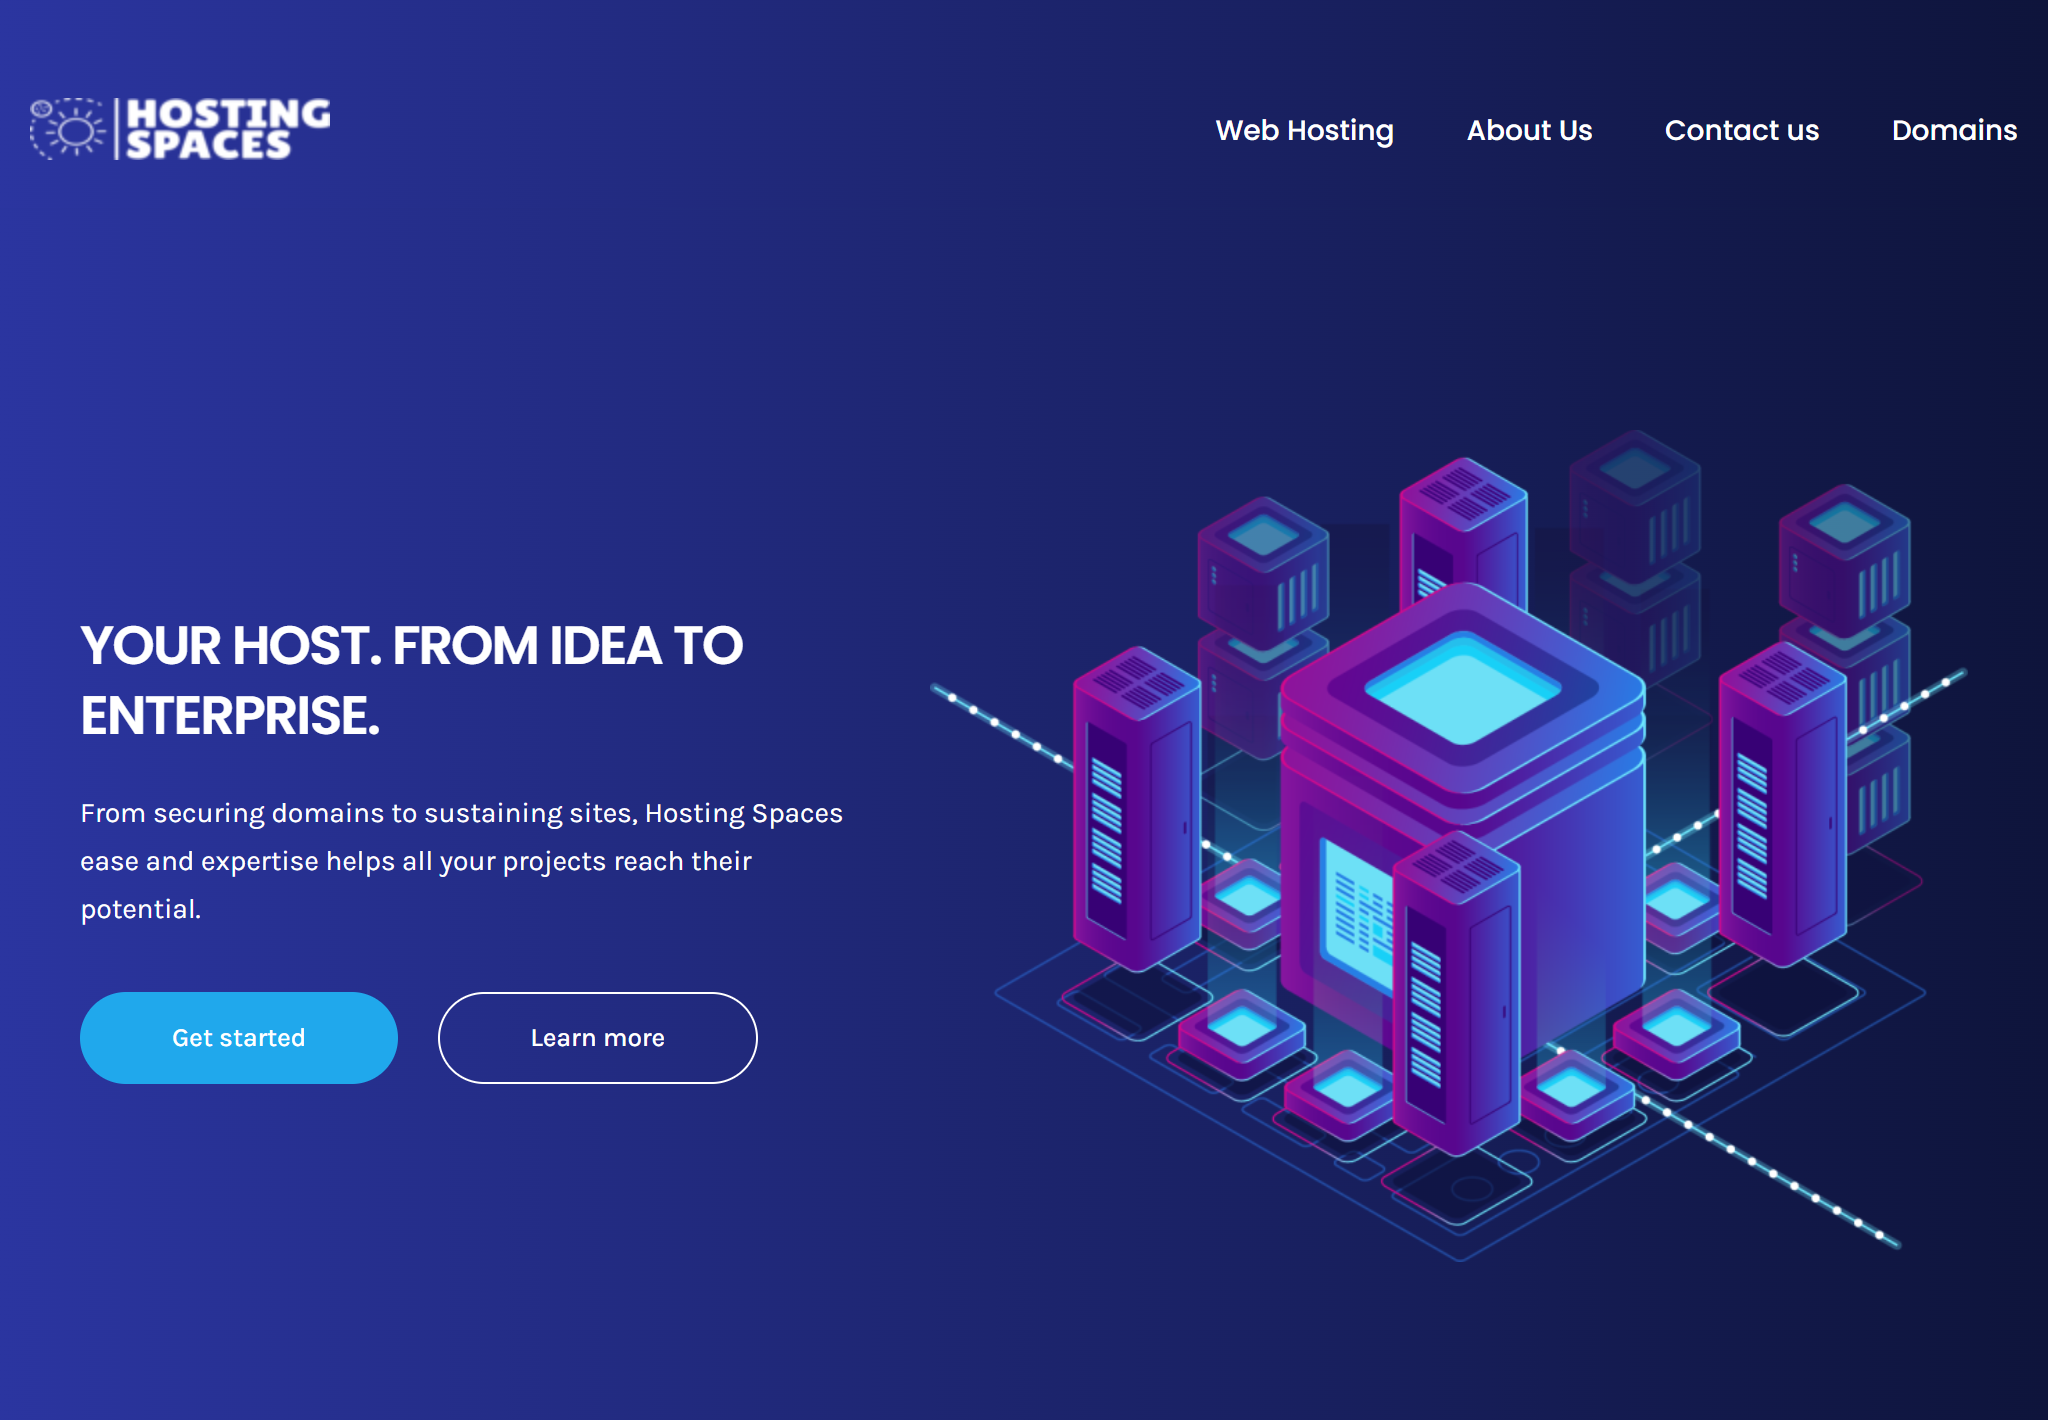 HOSTING
SPACES
Web Hosting
About Us
Contact us
Domains
YOUR HOST. FROM IDEA TO
ENTERPRISE.
From securing domains to sustaining sites, Hosting Spaces
ease and expertise helps all your projects reach their
potential.
Get started
Learn more